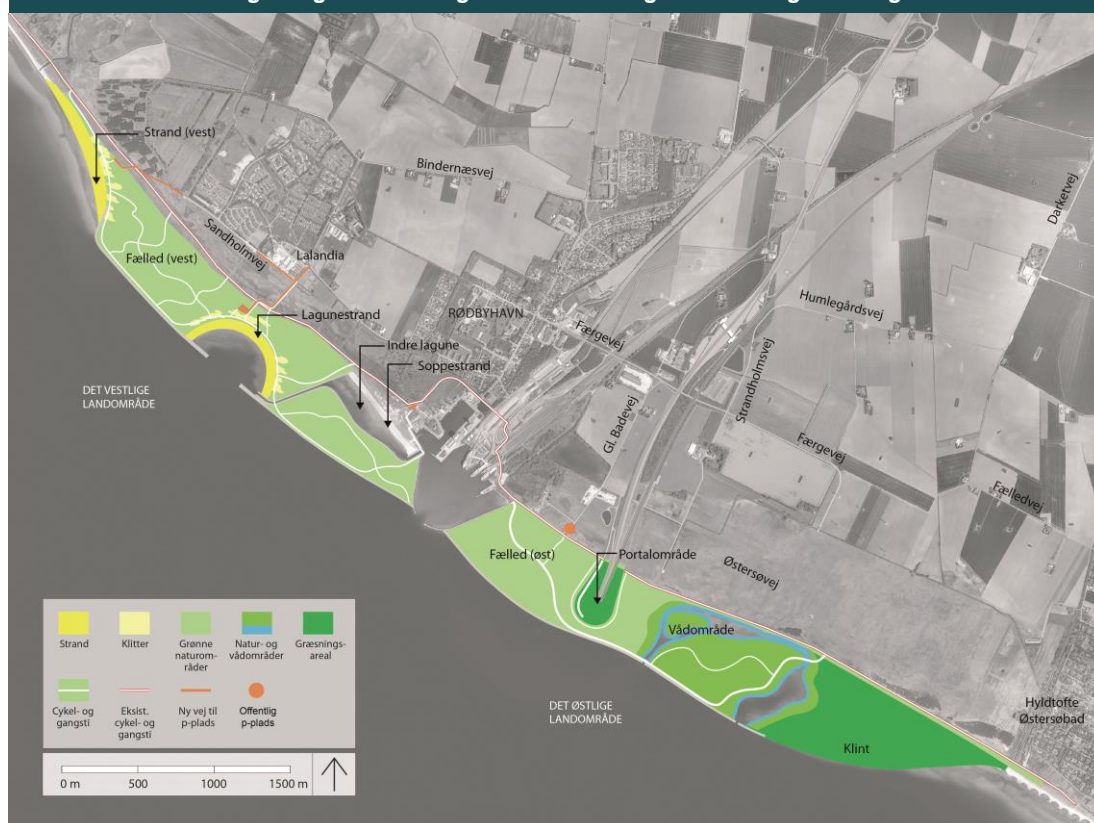 Strand (vest)
Bindernæsvej
Darketvej
Sandholmvej
Fælled (vest)
Lalandia
Lagunestrand
RØDBYHAVN
Humlegårdsvej
Færgevej
Indre lagune
Soppestrand
Strandholmsvej
DET VESTLIGE
LANDOMRÅDE
Gl. Badevej
Færgevej
Fælledvej
Fælled (øst)
Portalområde
Østersøvej
Vådområde
DET ØSTLIGE
LANDOMRÅDE
Hyldtofte
Østersøbad
Klint
Strand
Klitter
Grønne
naturom-
råder
Natur- og
vådområder
Græsnings-
areal
Cykel- og
gangsti
Eksist.
cykel- og
gangsti
Ny vej til
p-plads
Offentlig
p-plads
0 m 500 1000 1500 m